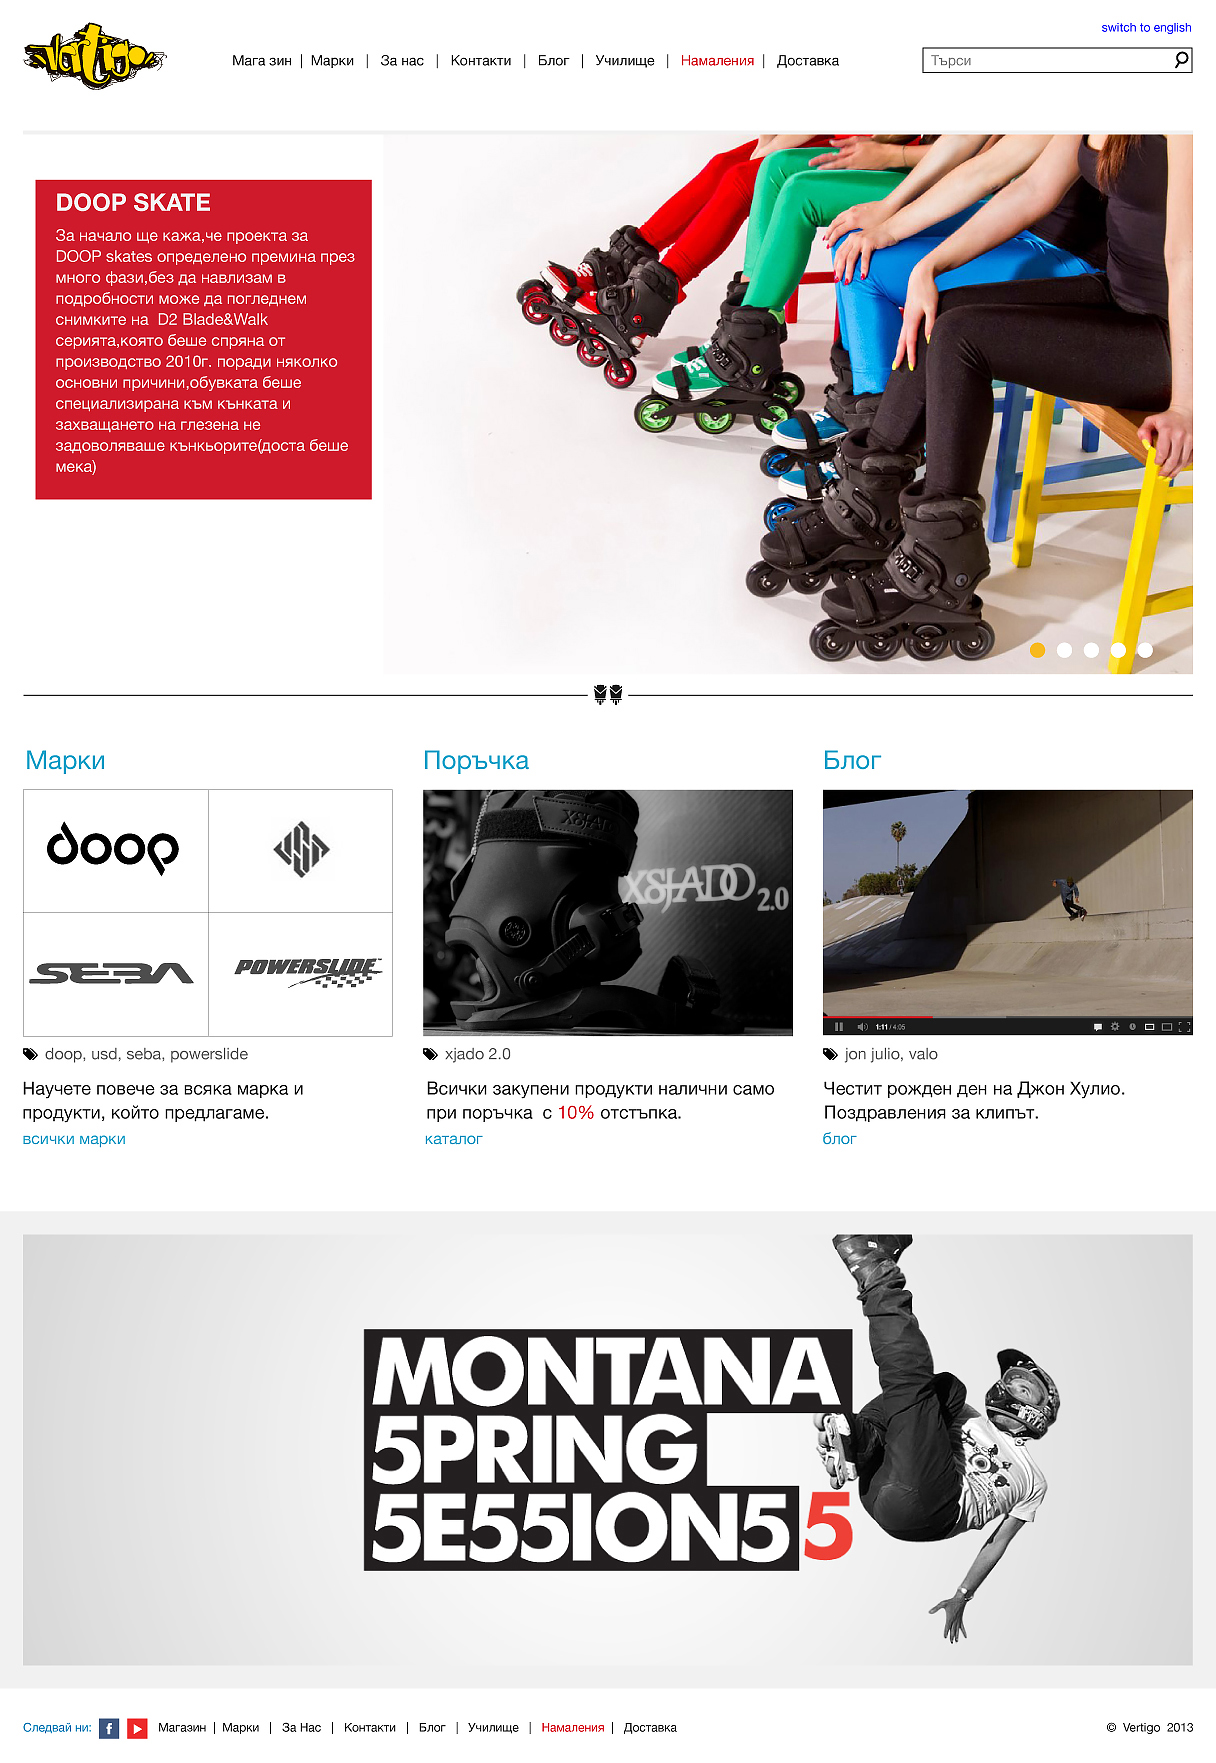 vertigo
switch to english
Мага зин | Марки | За нас | Контакти | Блог | Училище | Намаления | Доставка
Търси
DOOP SKATE
За начало ще кажа,че проекта за
DOOP skates определено премина през
много фази,без да навлизам в
подробности може да погледнем
снимките на D2 Blade&Walk
серията,която беше спряна от
производство 2010г. поради няколко
основни причини,обувката беше
специализирана към кънката и
захващането на глезена не
задоволяваше кънкьорите(доста беше
мека)
Марки
Поръчка
Блог
doop
SEBA
POWERSLIDE
XSJADO
XSJADO 2.0
1:11 / 4:05
doop, usd, seba, powerslide
Научете повече за всяка марка и
продукти, който предлагаме.
всички марки
xjado 2.0
Всички закупени продукти налични само
при поръчка с 10% отстъпка.
каталог
jon julio, valo
Честит рожден ден на Джон Хулио.
Поздравления за клипът.
блог
MONTANA
5PRING
5E55ION5 5
Следвай ни: f Магазин | Марки | За Нас | Контакти | Блог | Училище | Намаления | Доставка
© Vertigo 2013